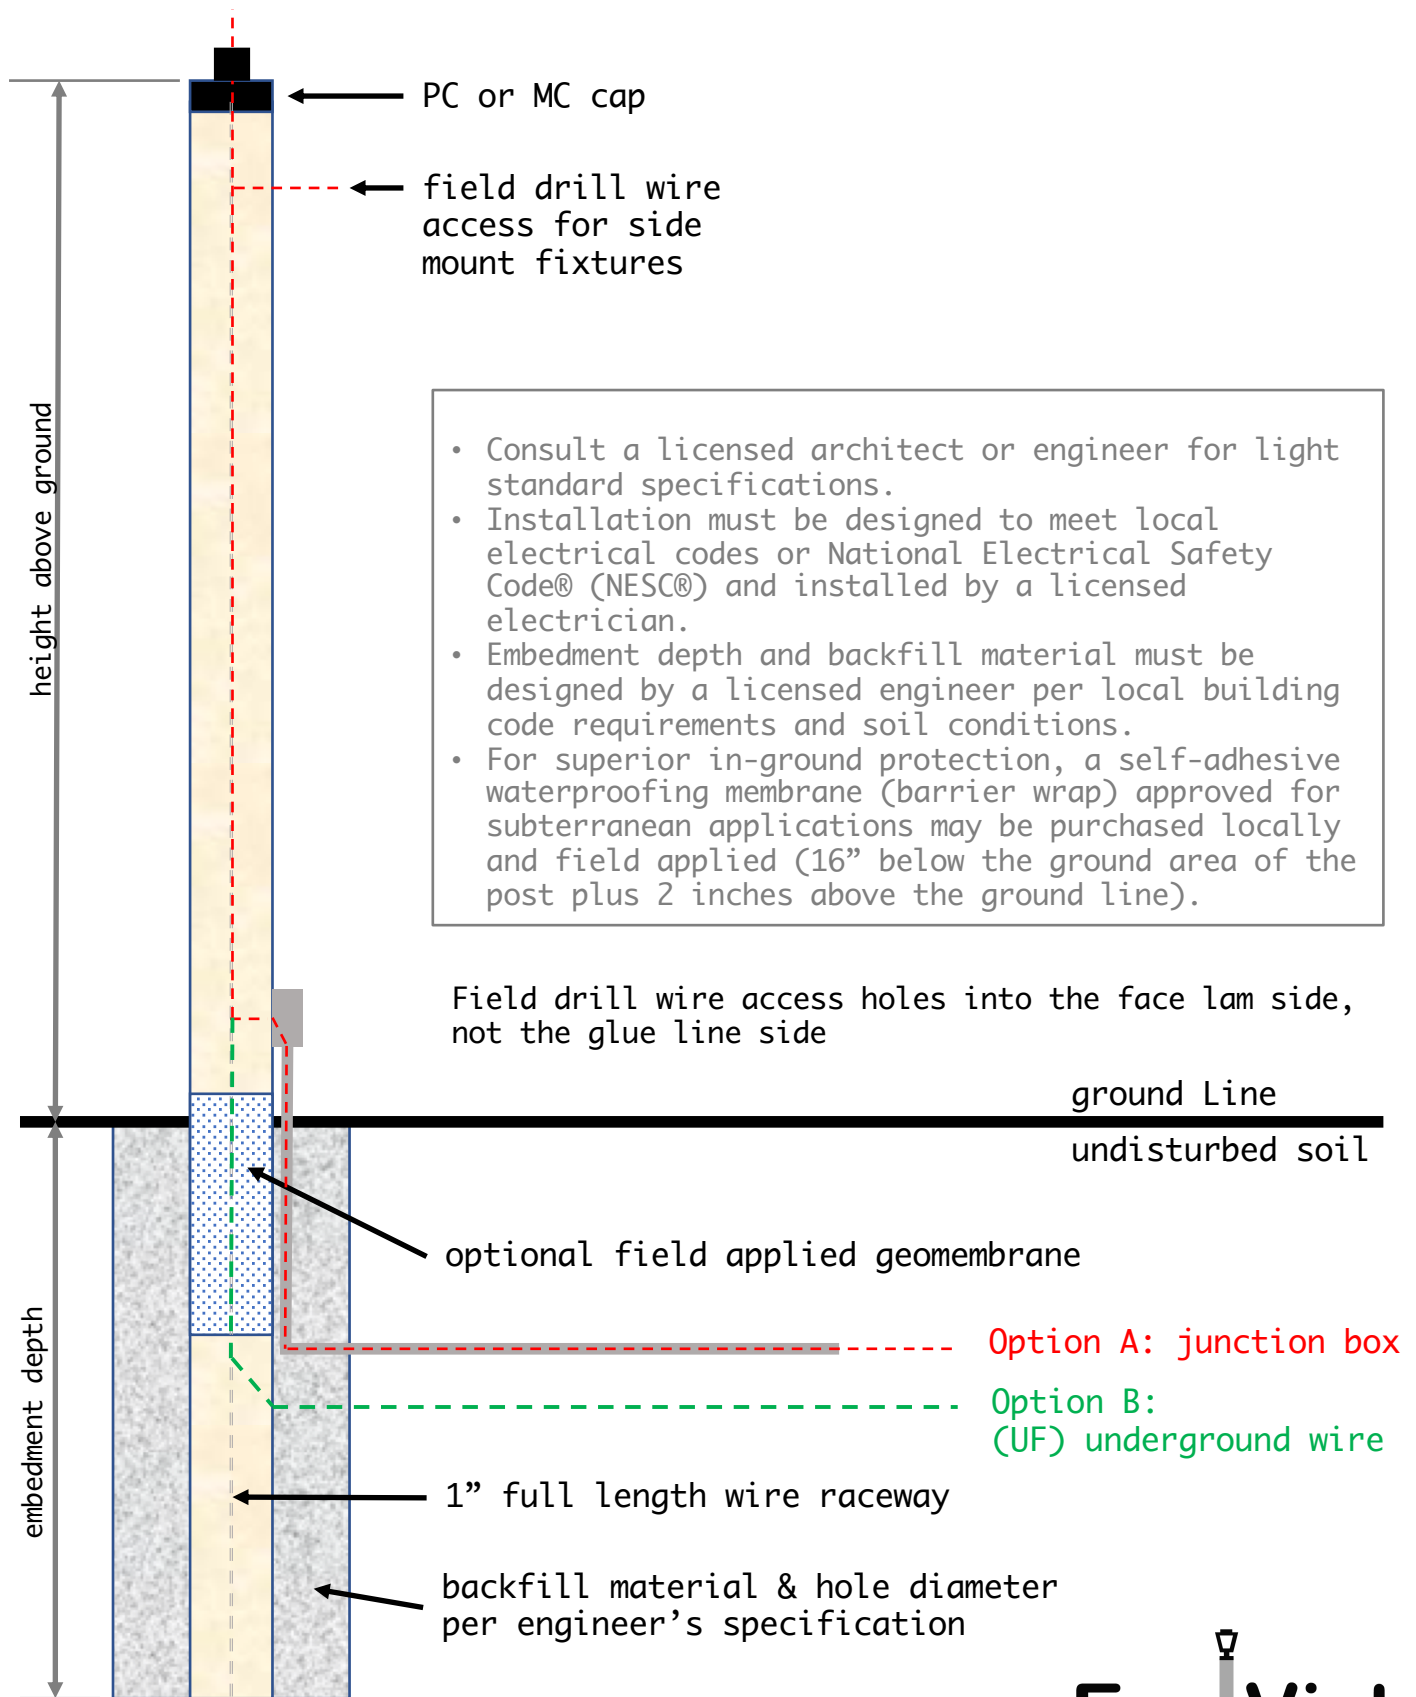 PC or MC cap
field drill wire
access for side
mount fixtures
height above ground
• Consult a licensed architect or engineer for light
standard specifications.
• Installation must be designed to meet local
electrical codes or National Electrical Safety
Code® (NESC®) and installed by a licensed
electrician.
• Embedment depth and backfill material must be
designed by a licensed engineer per local building
code requirements and soil conditions.
• For superior in-ground protection, a self-adhesive
waterproofing membrane (barrier wrap) approved for
subterranean applications may be purchased locally
and field applied (16” below the ground area of the
post plus 2 inches above the ground line).
Field drill wire access holes into the face lam side,
not the glue line side
ground Line
undisturbed soil
optional field applied geomembrane
embedment depth
Option A: junction box
Option B:
(UF) underground wire
1” full length wire raceway
backfill material & hole diameter
per engineer’s specification